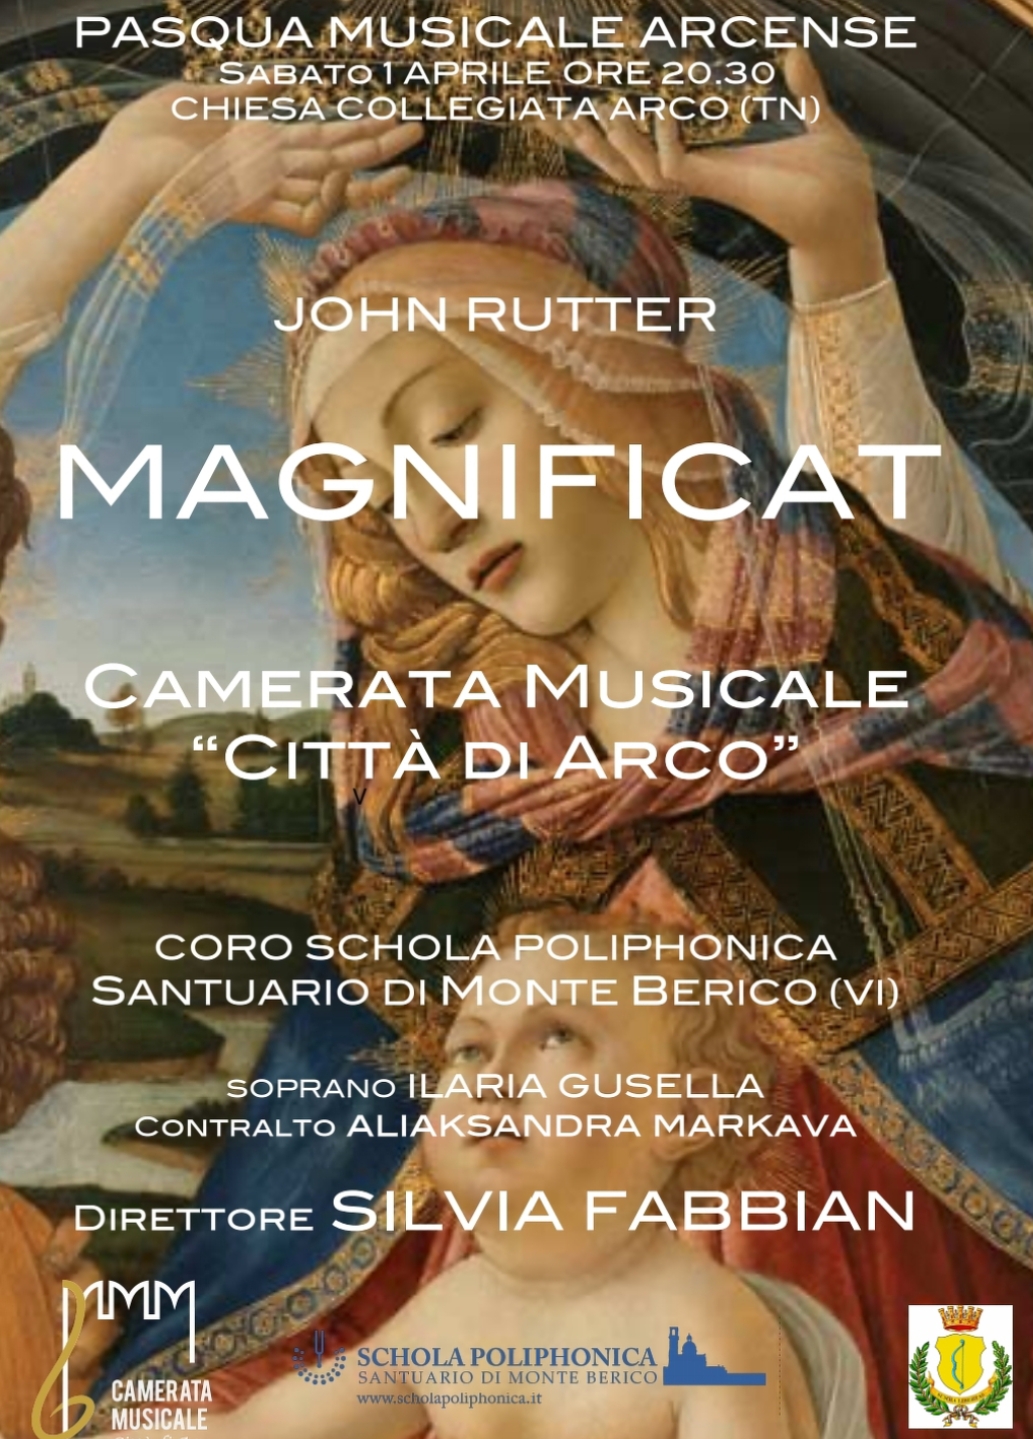 PASQUA MUSICALE ARCENSE
SABATO 1 APRILE ORE 20.30
CHIESA COLLEGIATA ARCO (TN)
JOHN RUTTER
MAGNIFICAT
CAMERATA MUSICALE
“CITTÀ DI ARCO”
v
CORO SCHOLA POLIPHONICA
SANTUARIO DI MONTE BERICO (VI)
SOPRANO ILARIA GUSELLA
CONTRALTO ALIAKSANDRA MARKAVA
DIRETTORE SILVIA FABBIAN
CAMERATA
MUSICALE
SCHOLA POLIPHONICA
SANTUARIO DI MONTE BERICO
www.scholapoliphonica.it